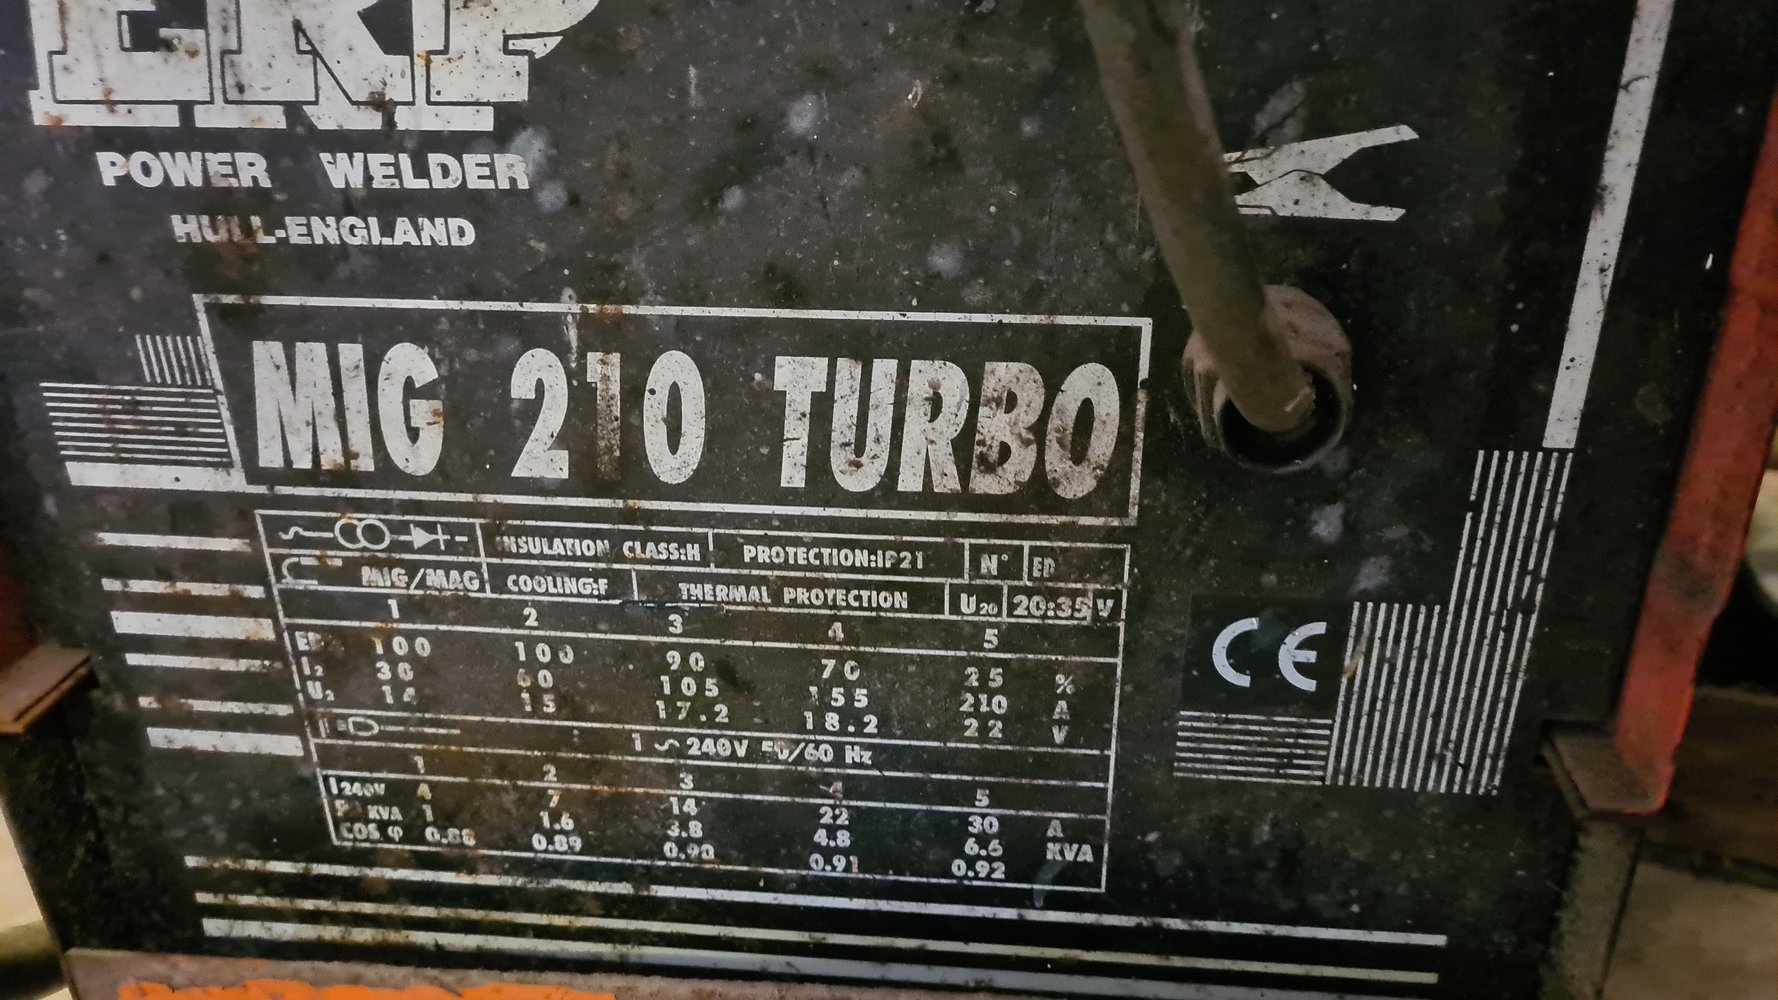 ERP
POWER WELDER
HULL-ENGLAND
MIG 210 TURBO
INSULATION CLASS:H PROTECTION:IP21 N° ED
MIG/MAG COOLING:F THERMAL PROTECTION U20 20:35 V
1 2 3 4 5
ED 100 100 90 70 25 %
I2 30 60 105 155 210 A
U2 14 15 17.2 18.2 22 V
1 ~ 240V 50/60 Hz
1 2 3 4 5
I 240V 4 7 14 22 30 A
KVA 1 1.6 3.8 4.8 6.6 KVA
COS φ 0.88 0.89 0.90 0.91 0.92
CE